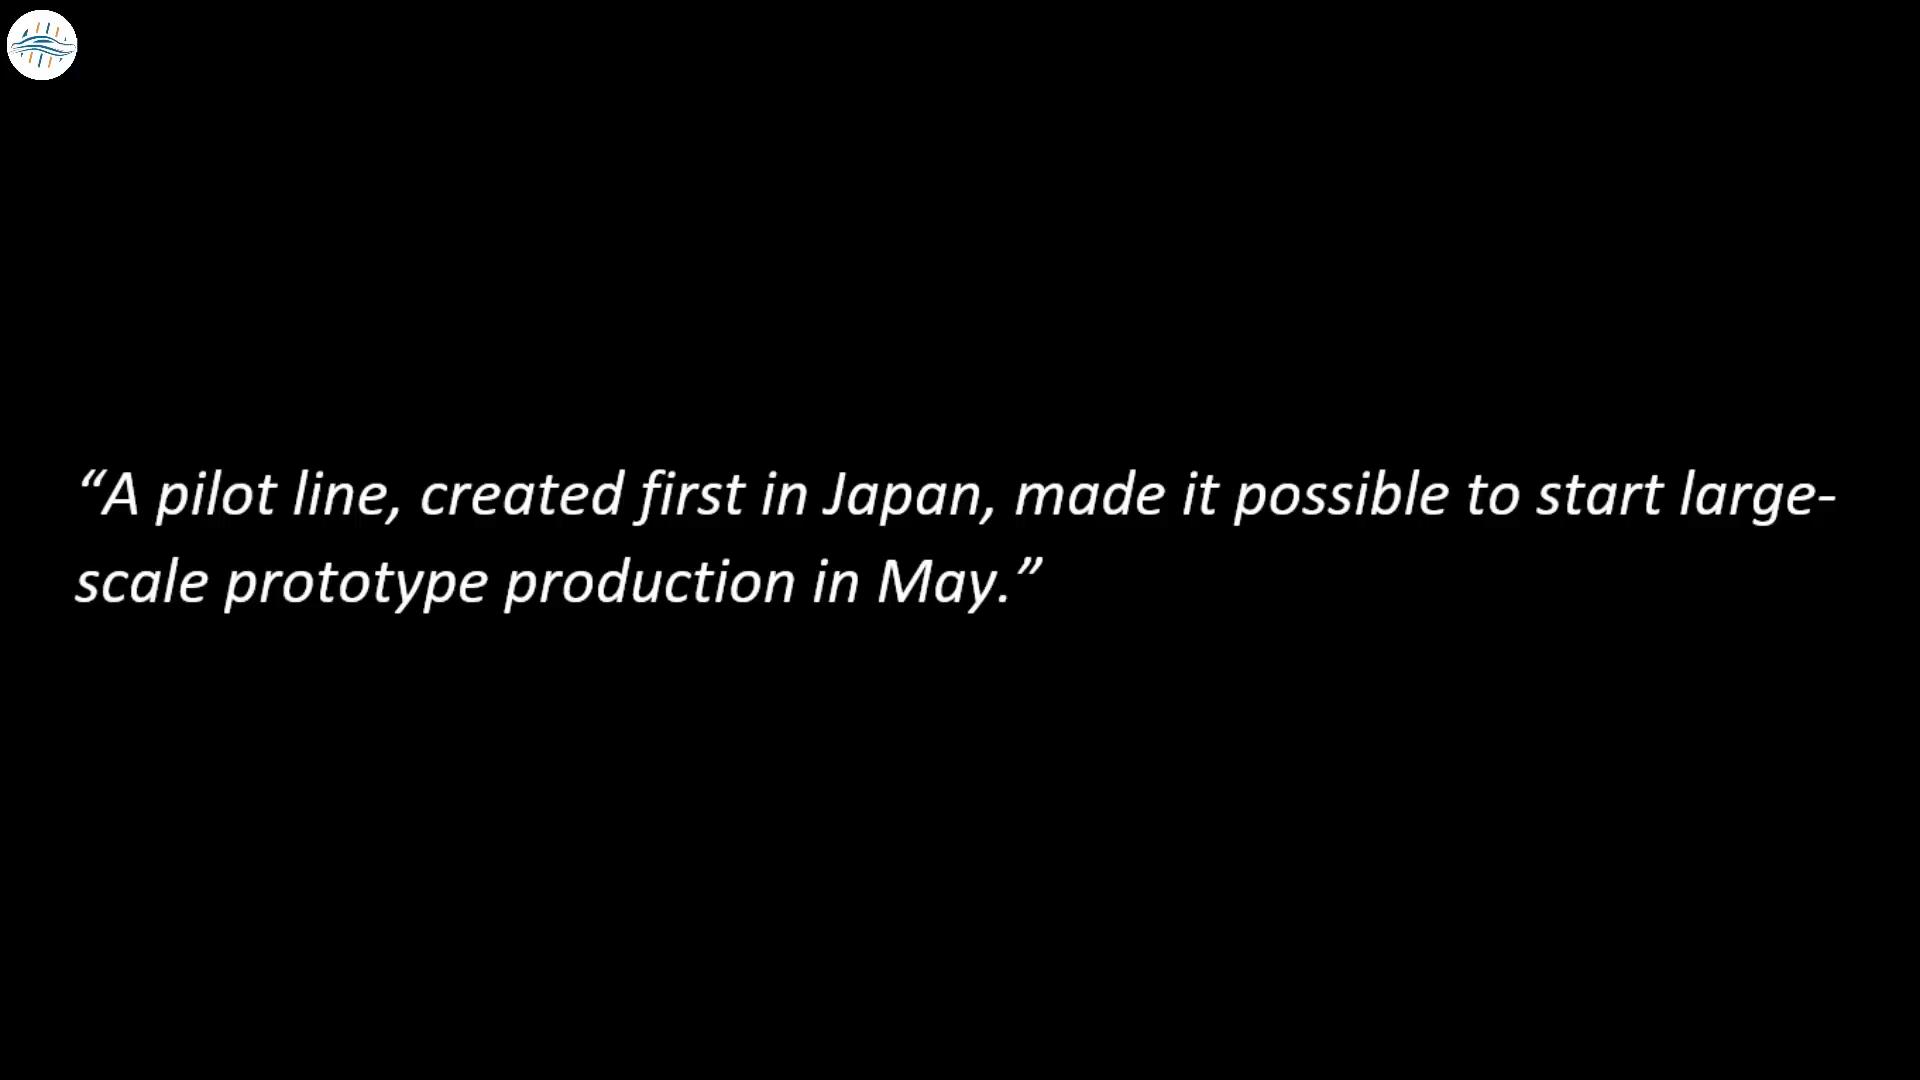 “A pilot line, created first in Japan, made it possible to start large-
scale prototype production in May.”